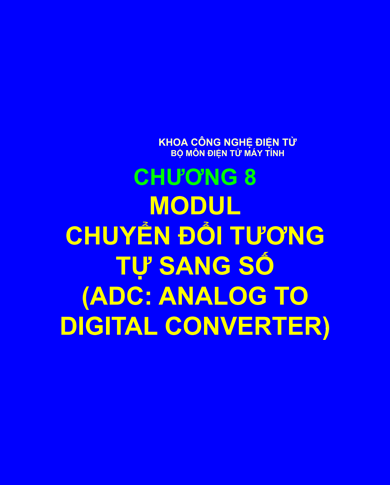 KHOA CÔNG NGHỆ ĐIỆN TỬ
BỘ MÔN ĐIỆN TỬ MÁY TÍNH
CHƯƠNG 8
MODUL
CHUYỂN ĐỔI TƯƠNG
TỰ SANG SỐ
(ADC: ANALOG TO
DIGITAL CONVERTER)